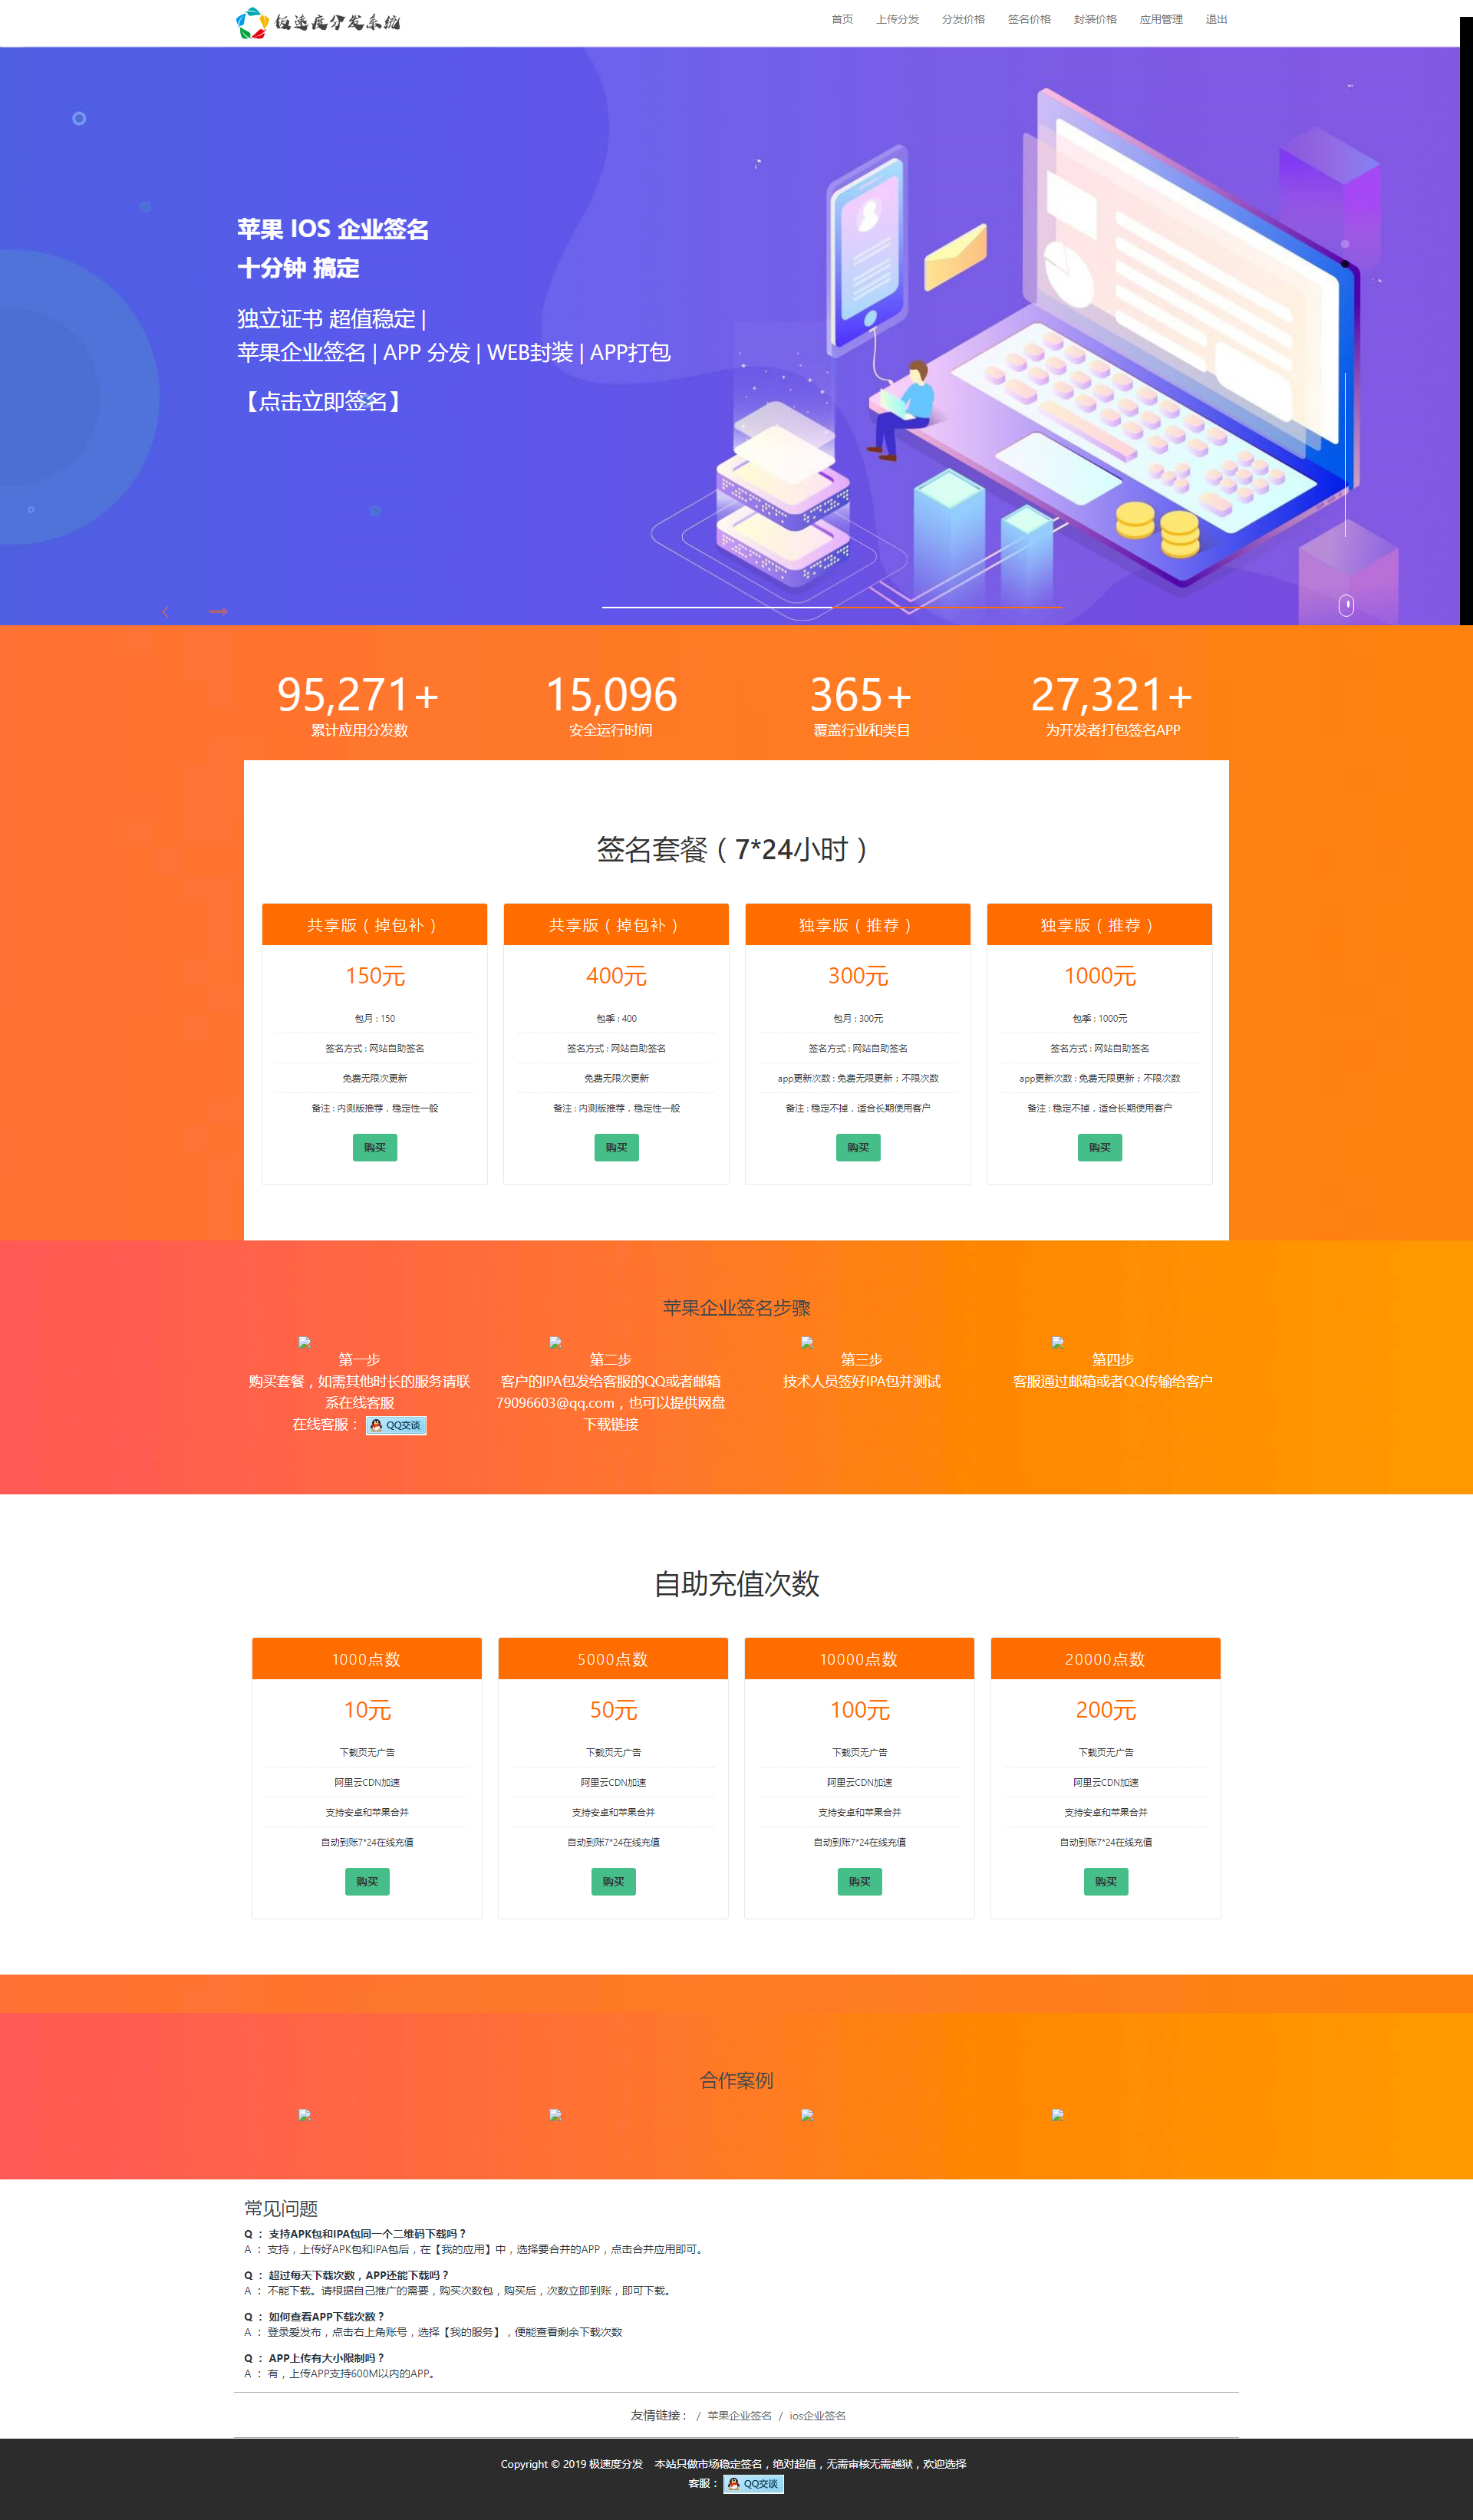 极速度分发系统
首页 上传分发 分发价格 签名价格 封装价格 应用管理 退出
苹果 IOS 企业签名
十分钟 搞定
独立证书 超值稳定 |
苹果企业签名 | APP 分发 | WEB封装 | APP打包
【点击立即签名】
95,271+ 15,096 365+ 27,321+
累计应用分发数 安全运行时间 覆盖行业和类目 为开发者打包签名APP
签名套餐（7*24小时）
共享版（掉包补） 共享版（掉包补） 独享版（推荐） 独享版（推荐）
150元 400元 300元 1000元
包月 : 150 包季 : 400 包月 : 300元 包季 : 1000元
签名方式 : 网站自助签名 签名方式 : 网站自助签名 签名方式 : 网站自助签名 签名方式 : 网站自助签名
免费无限次更新 免费无限次更新 app更新次数 : 免费无限更新；不限次数 app更新次数 : 免费无限更新；不限次数
备注 : 内测版推荐，稳定性一般 备注 : 内测版推荐，稳定性一般 备注 : 稳定不掉，适合长期使用客户 备注 : 稳定不掉，适合长期使用客户
购买 购买 购买 购买
苹果企业签名步骤
第一步 第二步 第三步 第四步
购买套餐，如需其他时长的服务请联 客户的IPA包发给客服的QQ或者邮箱 技术人员签好IPA包并测试 客服通过邮箱或者QQ传输给客户
系在线客服 79096603@qq.com，也可以提供网盘
在线客服： QQ交谈 下载链接
自助充值次数
1000点数 5000点数 10000点数 20000点数
10元 50元 100元 200元
下载页无广告 下载页无广告 下载页无广告 下载页无广告
阿里云CDN加速 阿里云CDN加速 阿里云CDN加速 阿里云CDN加速
支持安卓和苹果合并 支持安卓和苹果合并 支持安卓和苹果合并 支持安卓和苹果合并
自动到账7*24在线充值 自动到账7*24在线充值 自动到账7*24在线充值 自动到账7*24在线充值
购买 购买 购买 购买
合作案例
常见问题
Q ： 支持APK包和IPA包同一个二维码下载吗？
A ： 支持，上传好APK包和IPA包后，在【我的应用】中，选择要合并的APP，点击合并应用即可。
Q ： 超过每天下载次数，APP还能下载吗？
A ： 不能下载。请根据自己推广的需要，购买次数包，购买后，次数立即到账，即可下载。
Q ： 如何查看APP下载次数？
A ： 登录爱发布，点击右上角账号，选择【我的服务】，便能查看剩余下载次数
Q ： APP上传有大小限制吗？
A ： 有，上传APP支持600M以内的APP。
友情链接： / 苹果企业签名 / ios企业签名
Copyright © 2019 极速度分发 本站只做市场稳定签名，绝对超值，无需审核无需越狱，欢迎选择
客服： QQ交谈